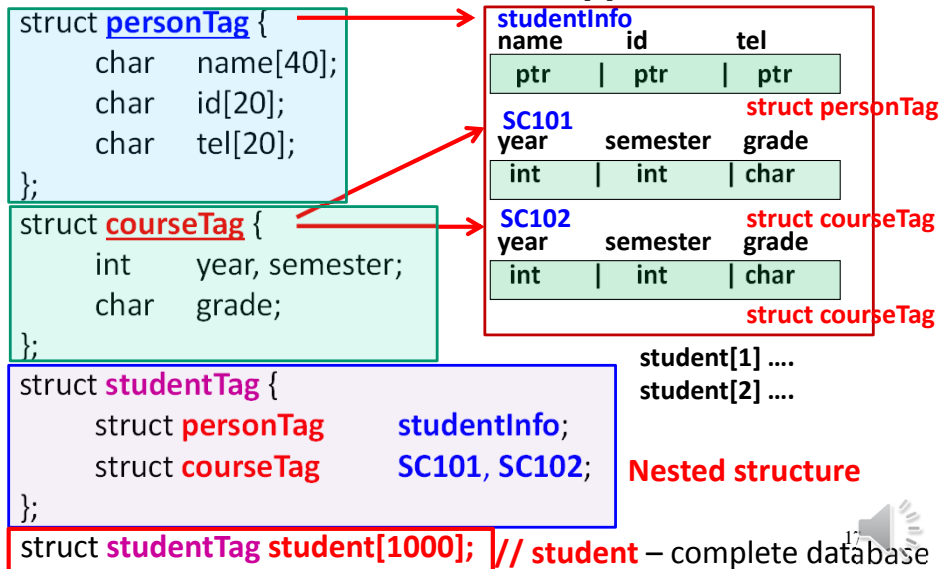 struct personTag {
char name[40];
char id[20];
char tel[20];
};
struct courseTag {
int year, semester;
char grade;
};
struct studentTag {
struct personTag studentInfo;
struct courseTag SC101, SC102;
};
struct studentTag student[1000]; // student – complete database
studentInfo
name id tel
ptr | ptr | ptr
struct personTag
SC101
year semester grade
int | int | char
struct courseTag
SC102
year semester grade
int | int | char
struct courseTag
student[1] ....
student[2] ....
Nested structure
17